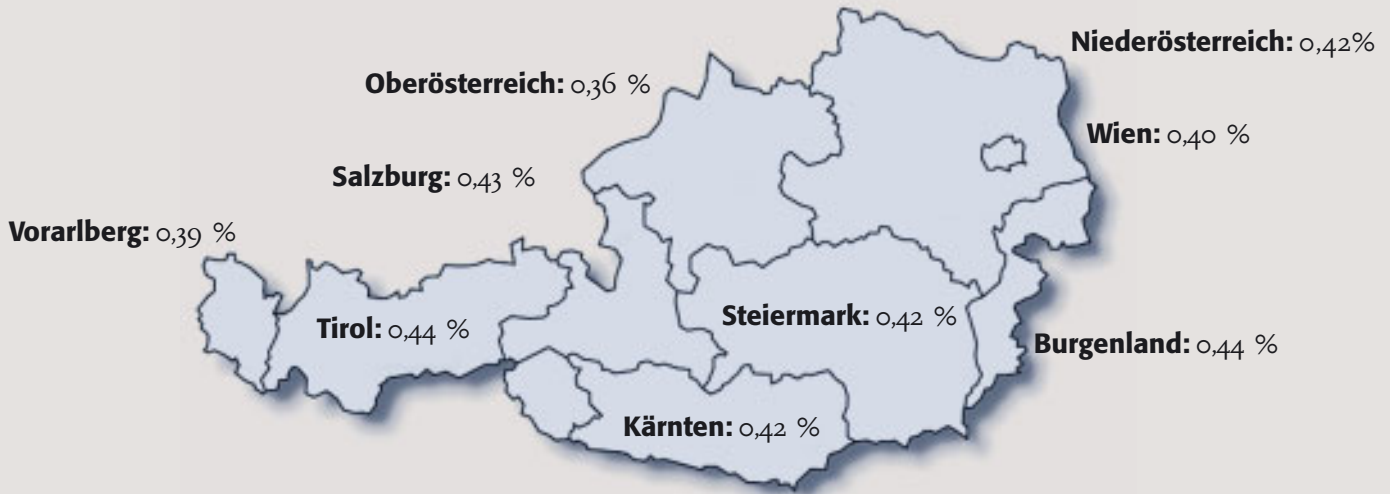 Niederösterreich: 0,42%
Oberösterreich: 0,36 %
Wien: 0,40 %
Salzburg: 0,43 %
Vorarlberg: 0,39 %
Steiermark: 0,42 %
Tirol: 0,44 %
Burgenland: 0,44 %
Kärnten: 0,42 %